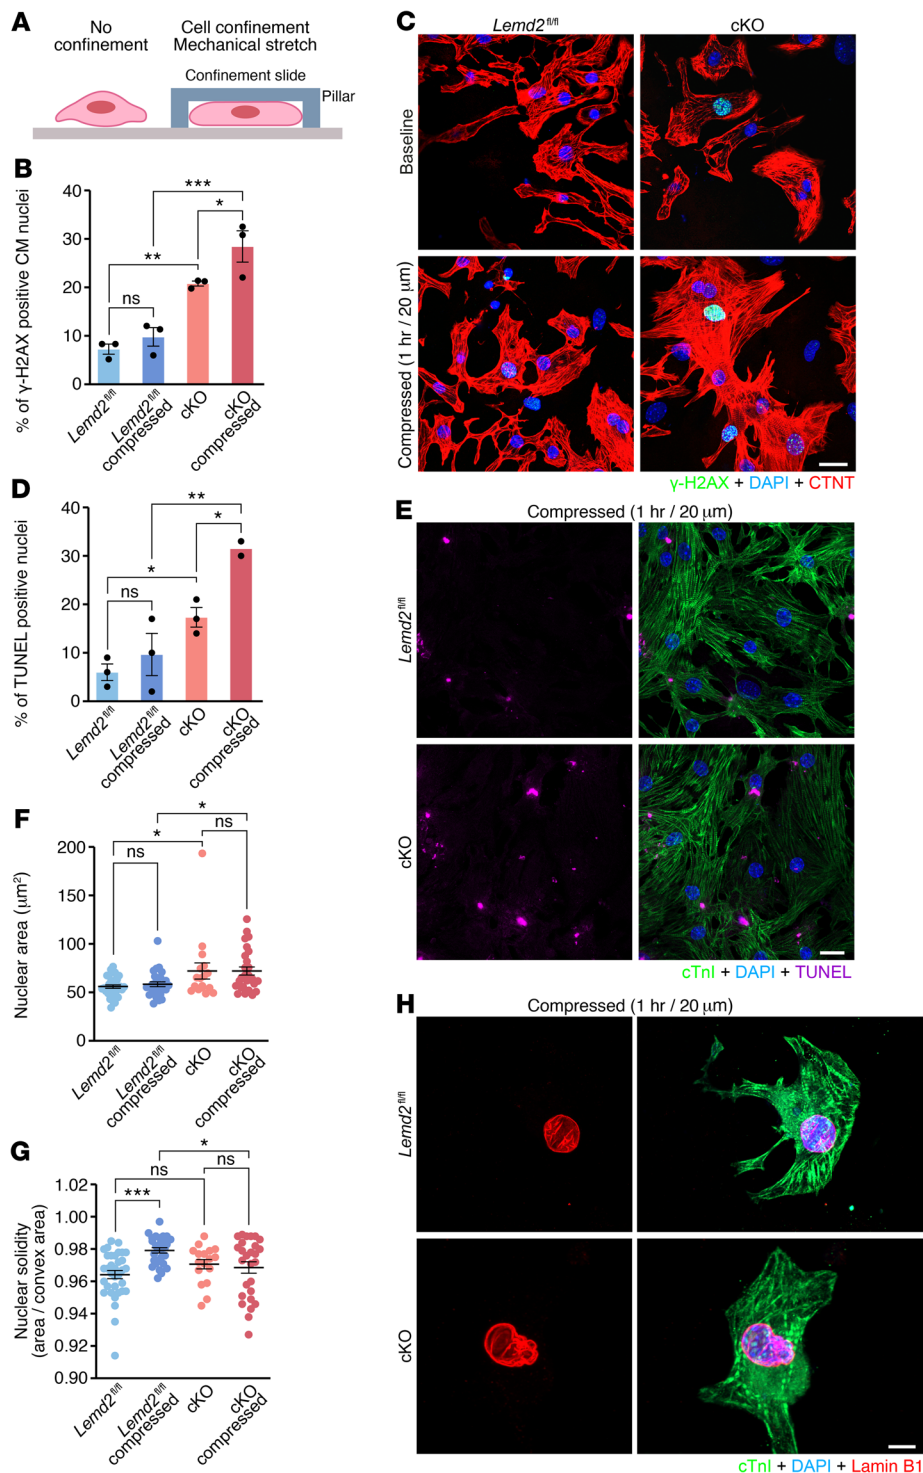 A
No confinement
Cell confinement
Mechanical stretch
Confinement slide
Pillar
B
% of γ-H2AX positive CM nuclei
40
30
20
10
0
***
*
**
ns
Lemd2fl/fl
Lemd2fl/fl compressed
cKO
cKO compressed
C
Lemd2fl/fl
cKO
Baseline
Compressed (1 hr / 20 μm)
γ-H2AX + DAPI + CTNT
D
% of TUNEL positive nuclei
40
30
20
10
0
**
*
*
ns
Lemd2fl/fl
Lemd2fl/fl compressed
cKO
cKO compressed
E
Compressed (1 hr / 20 μm)
Lemd2fl/fl
cKO
cTnI + DAPI + TUNEL
F
Nuclear area (μm2)
200
150
100
50
0
*
*
ns
ns
Lemd2fl/fl
Lemd2fl/fl compressed
cKO
cKO compressed
G
Nuclear solidity
(area / convex area)
1.02
1.00
0.98
0.96
0.94
0.92
0.90
*
ns
ns
***
Lemd2fl/fl
Lemd2fl/fl compressed
cKO
cKO compressed
H
Compressed (1 hr / 20 μm)
Lemd2fl/fl
cKO
cTnI + DAPI + Lamin B1